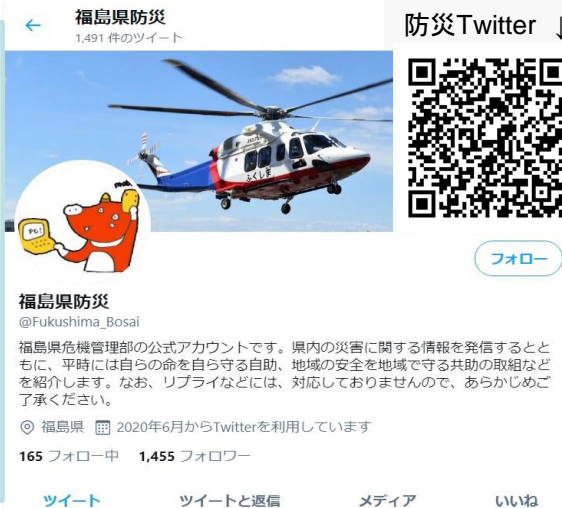 福島県防災
1,491 件のツイート
防災Twitter ↓
ふくしま
PC!
フォロー
福島県防災
@Fukushima_Bosai
福島県危機管理部の公式アカウントです。県内の災害に関する情報を発信するとと
もに、平時には自らの命を自ら守る自助、地域の安全を地域で守る共助の取組など
を紹介します。なお、リプライなどには、対応しておりませんので、あらかじめご
了承ください。
福島県 2020年6月からTwitterを利用しています
165 フォロー中 1,455 フォロワー
ツイート ツイートと返信 メディア いいね